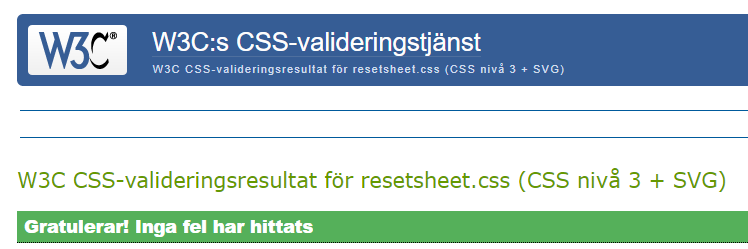 W3C® W3C:s CSS-valideringstjänst
W3C CSS-valideringsresultat för resetsheet.css (CSS nivå 3 + SVG)
W3C CSS-valideringsresultat för resetsheet.css (CSS nivå 3 + SVG)
Gratulerar! Inga fel har hittats